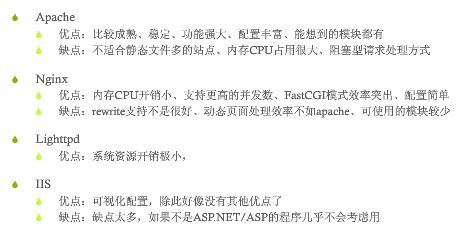 Apache
优点：比较成熟、稳定、功能强大、配置丰富、能想到的模块都有
缺点：不适合静态文件多的站点、内存CPU占用很大、阻塞型请求处理方式
Nginx
优点：内存CPU开销小、支持更高的并发数、FastCGI模式效率突出、配置简单
缺点：rewrite支持不是很好、动态页面处理效率不如apache、可使用的模块较少
Lighttpd
优点：系统资源开销极小，
IIS
优点：可视化配置，除此好像没有其他优点了
缺点：缺点太多，如果不是ASP.NET/ASP的程序几乎不会考虑用